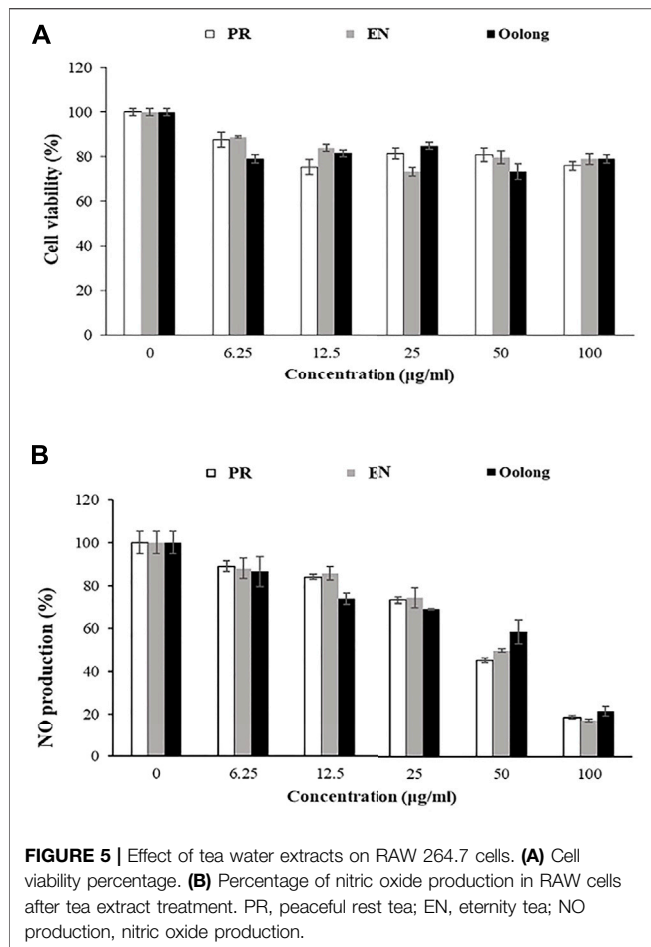 A
PR EN Oolong
120
100
80
60
40
20
0
Cell viability (%)
0 6.25 12.5 25 50 100
Concentration (µg/ml)
B
PR EN Oolong
120
100
80
60
40
20
0
NO production (%)
0 6.25 12.5 25 50 100
Concentration (µg/ml)
FIGURE 5 | Effect of tea water extracts on RAW 264.7 cells. (A) Cell
viability percentage. (B) Percentage of nitric oxide production in RAW cells
after tea extract treatment. PR, peaceful rest tea; EN, eternity tea; NO
production, nitric oxide production.